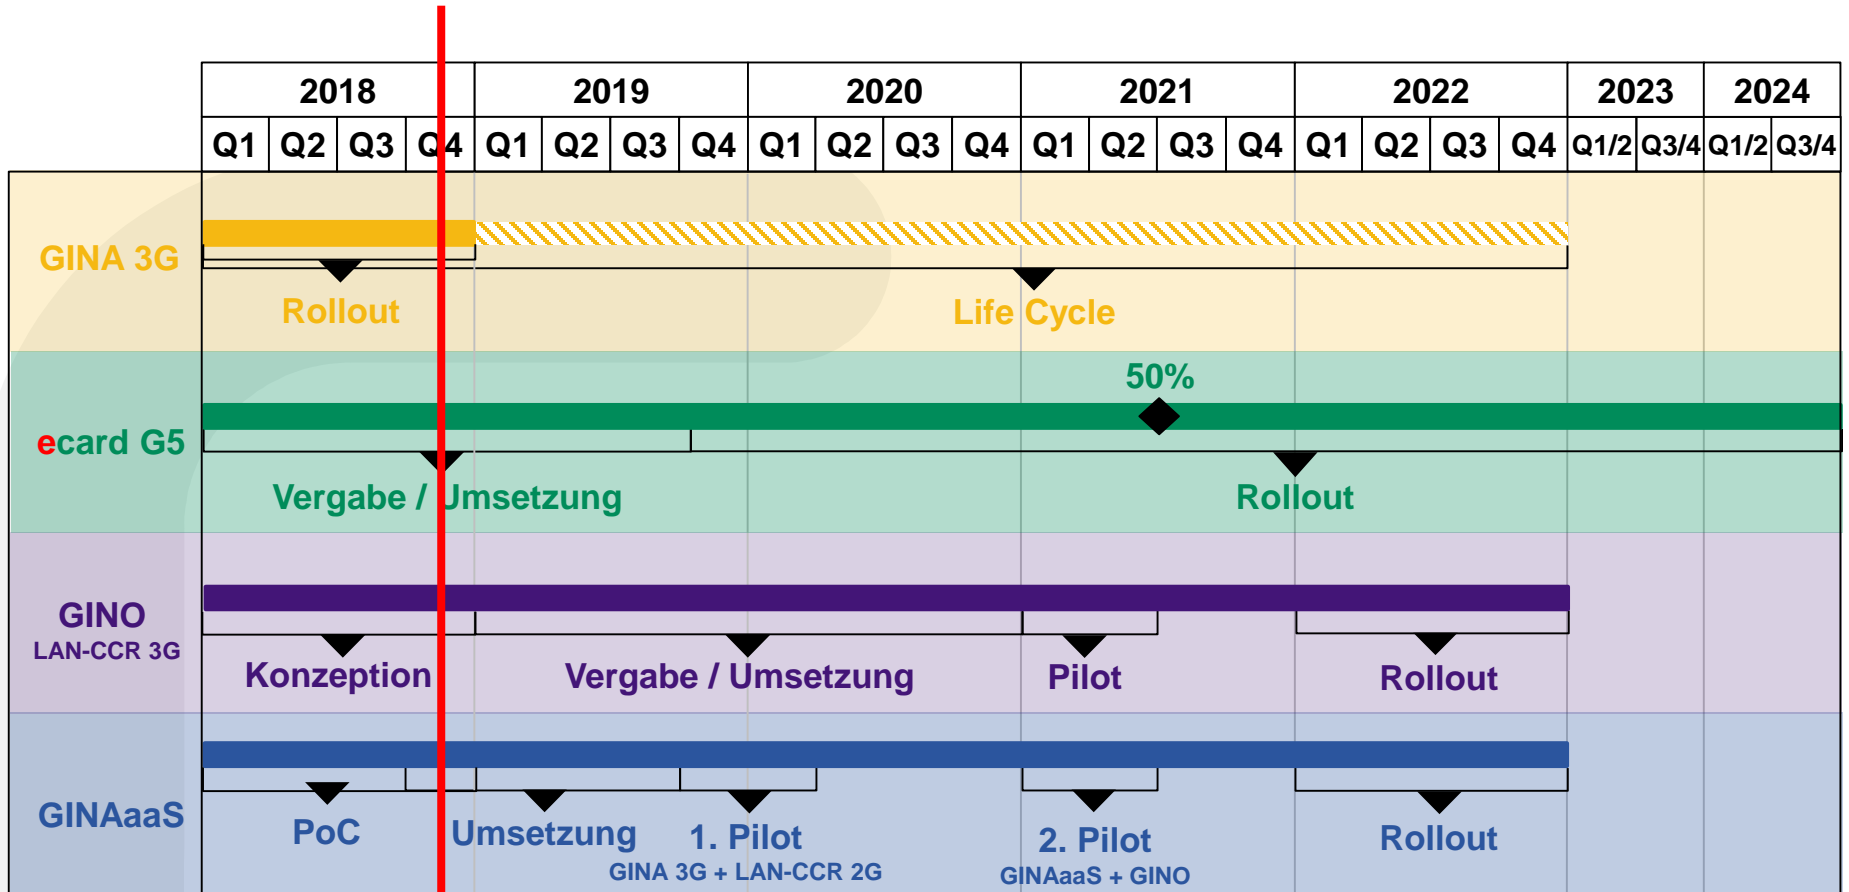 2018 2019 2020 2021 2022 2023 2024
Q1 Q2 Q3 Q4 Q1 Q2 Q3 Q4 Q1 Q2 Q3 Q4 Q1 Q2 Q3 Q4 Q1 Q2 Q3 Q4 Q1/2 Q3/4 Q1/2 Q3/4
GINA 3G
Rollout Life Cycle
50%
ecard G5
Vergabe / Umsetzung Rollout
GINO
LAN-CCR 3G
Konzeption Vergabe / Umsetzung Pilot Rollout
GINAaaS
PoC Umsetzung 1. Pilot 2. Pilot Rollout
GINA 3G + LAN-CCR 2G GINAaaS + GINO